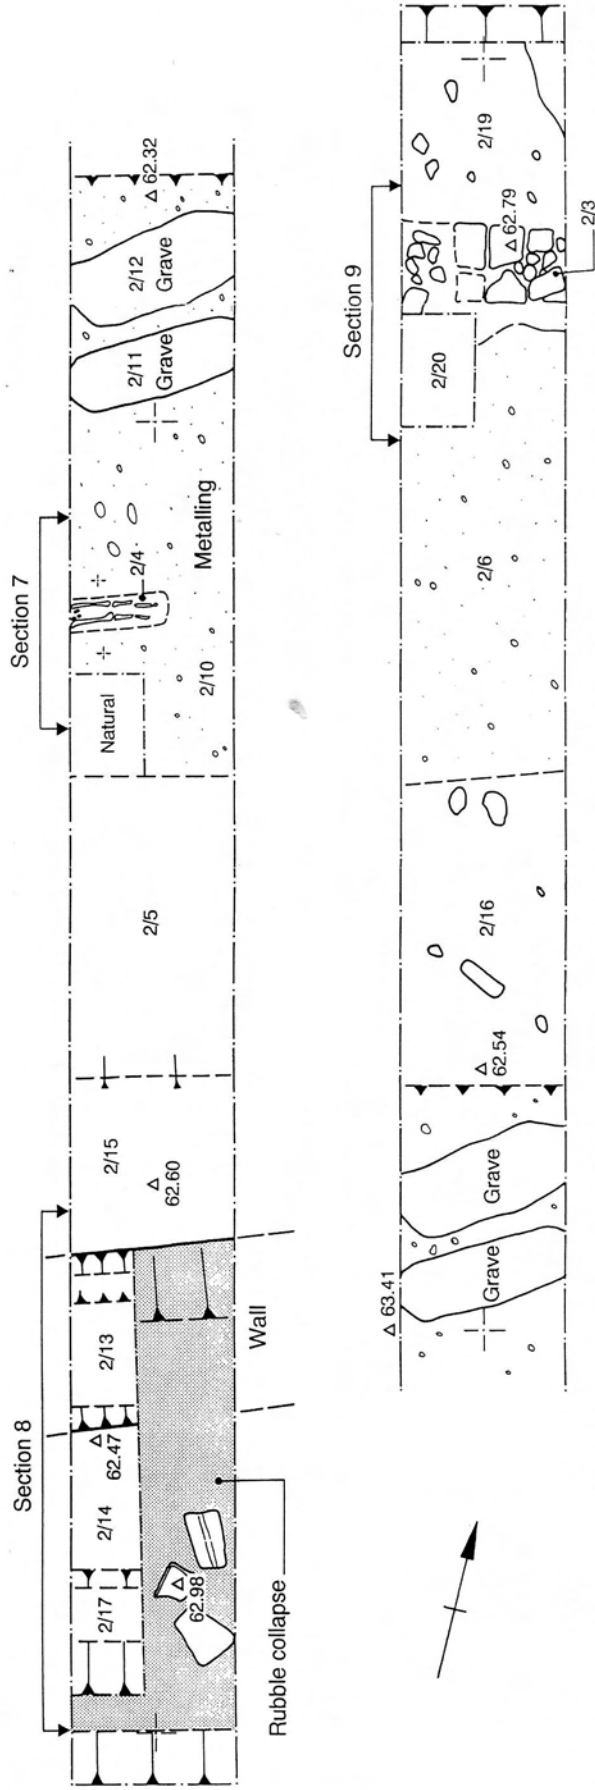 Section 8
Section 7
2/17
2/14
62.47
2/13
2/15
62.60
2/5
Natural
2/10
2/4
Metalling
2/11
Grave
2/12
Grave
62.32
62.98
Wall
Rubble collapse
Section 9
63.41
Grave
Grave
62.54
2/16
2/6
2/20
62.79
2/19
2/3